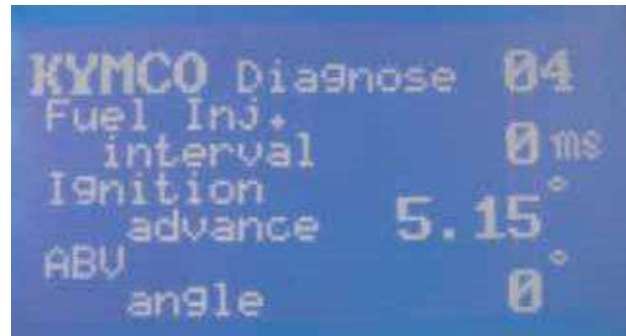 KYMCO Diagnose 04
Fuel Inj.
interval 0 ms
Ignition
advance 5.15°
ABV
angle 0°